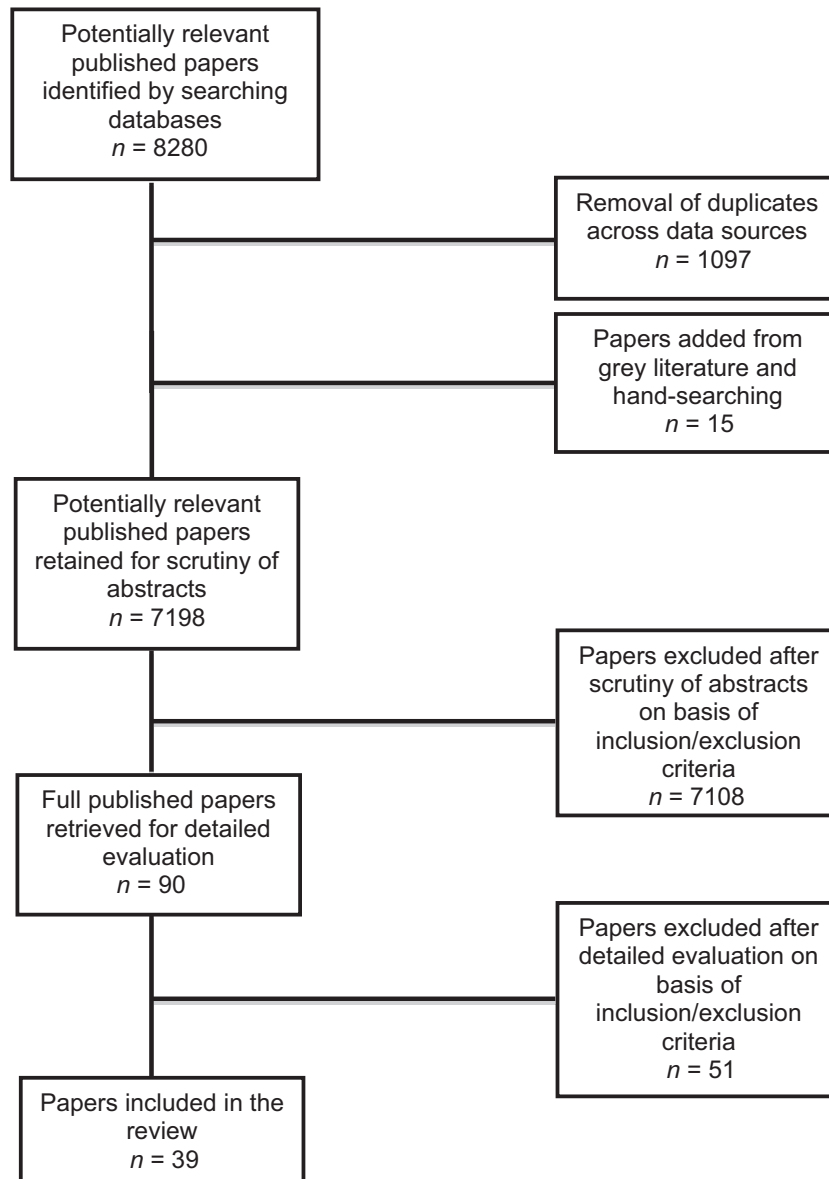 Potentially relevant
published papers
identified by searching
databases
n = 8280
Removal of duplicates
across data sources
n = 1097
Papers added from
grey literature and
hand-searching
n = 15
Potentially relevant
published papers
retained for scrutiny of
abstracts
n = 7198
Papers excluded after
scrutiny of abstracts
on basis of
inclusion/exclusion
criteria
n = 7108
Full published papers
retrieved for detailed
evaluation
n = 90
Papers excluded after
detailed evaluation on
basis of
inclusion/exclusion
criteria
n = 51
Papers included in the
review
n = 39